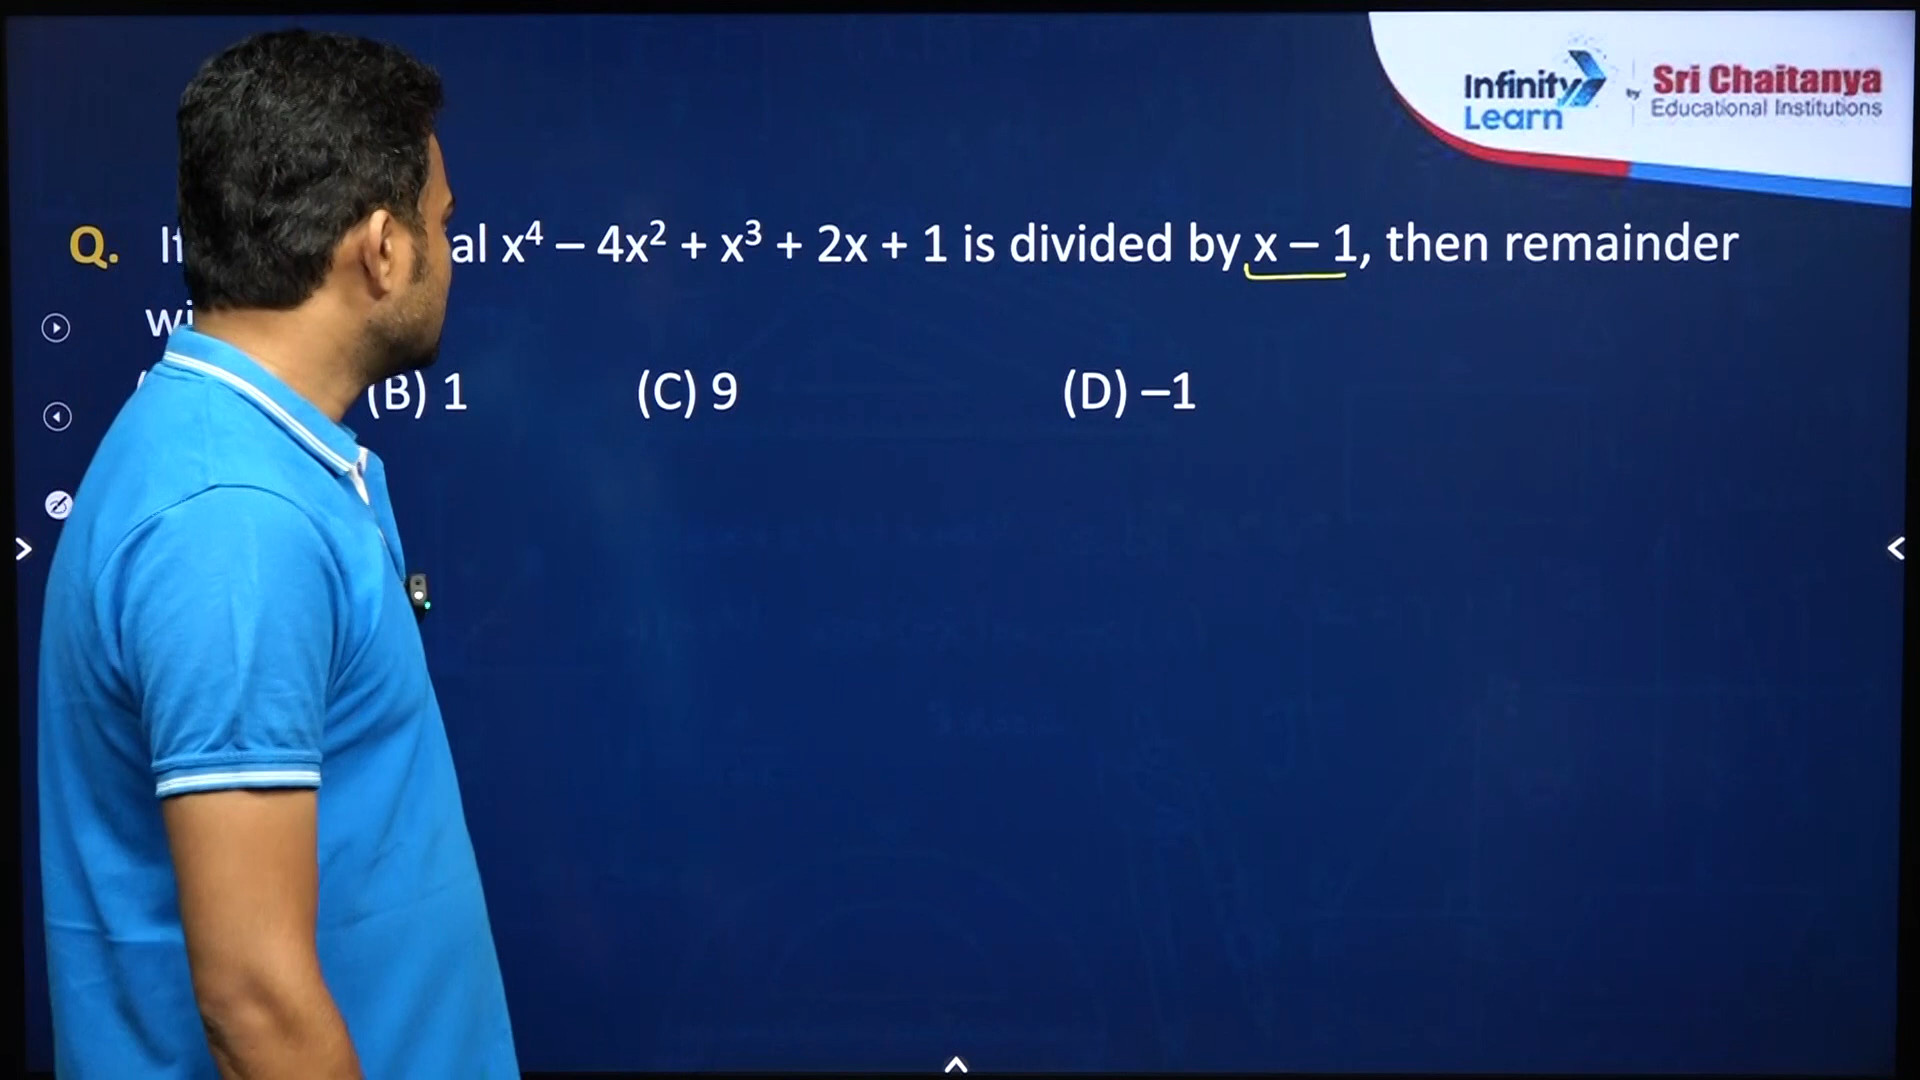 Infinity Learn by Sri Chaitanya
Educational Institutions
Q. If al x⁴ – 4x² + x³ + 2x + 1 is divided by x – 1, then remainder
wi
(B) 1 (C) 9 (D) –1